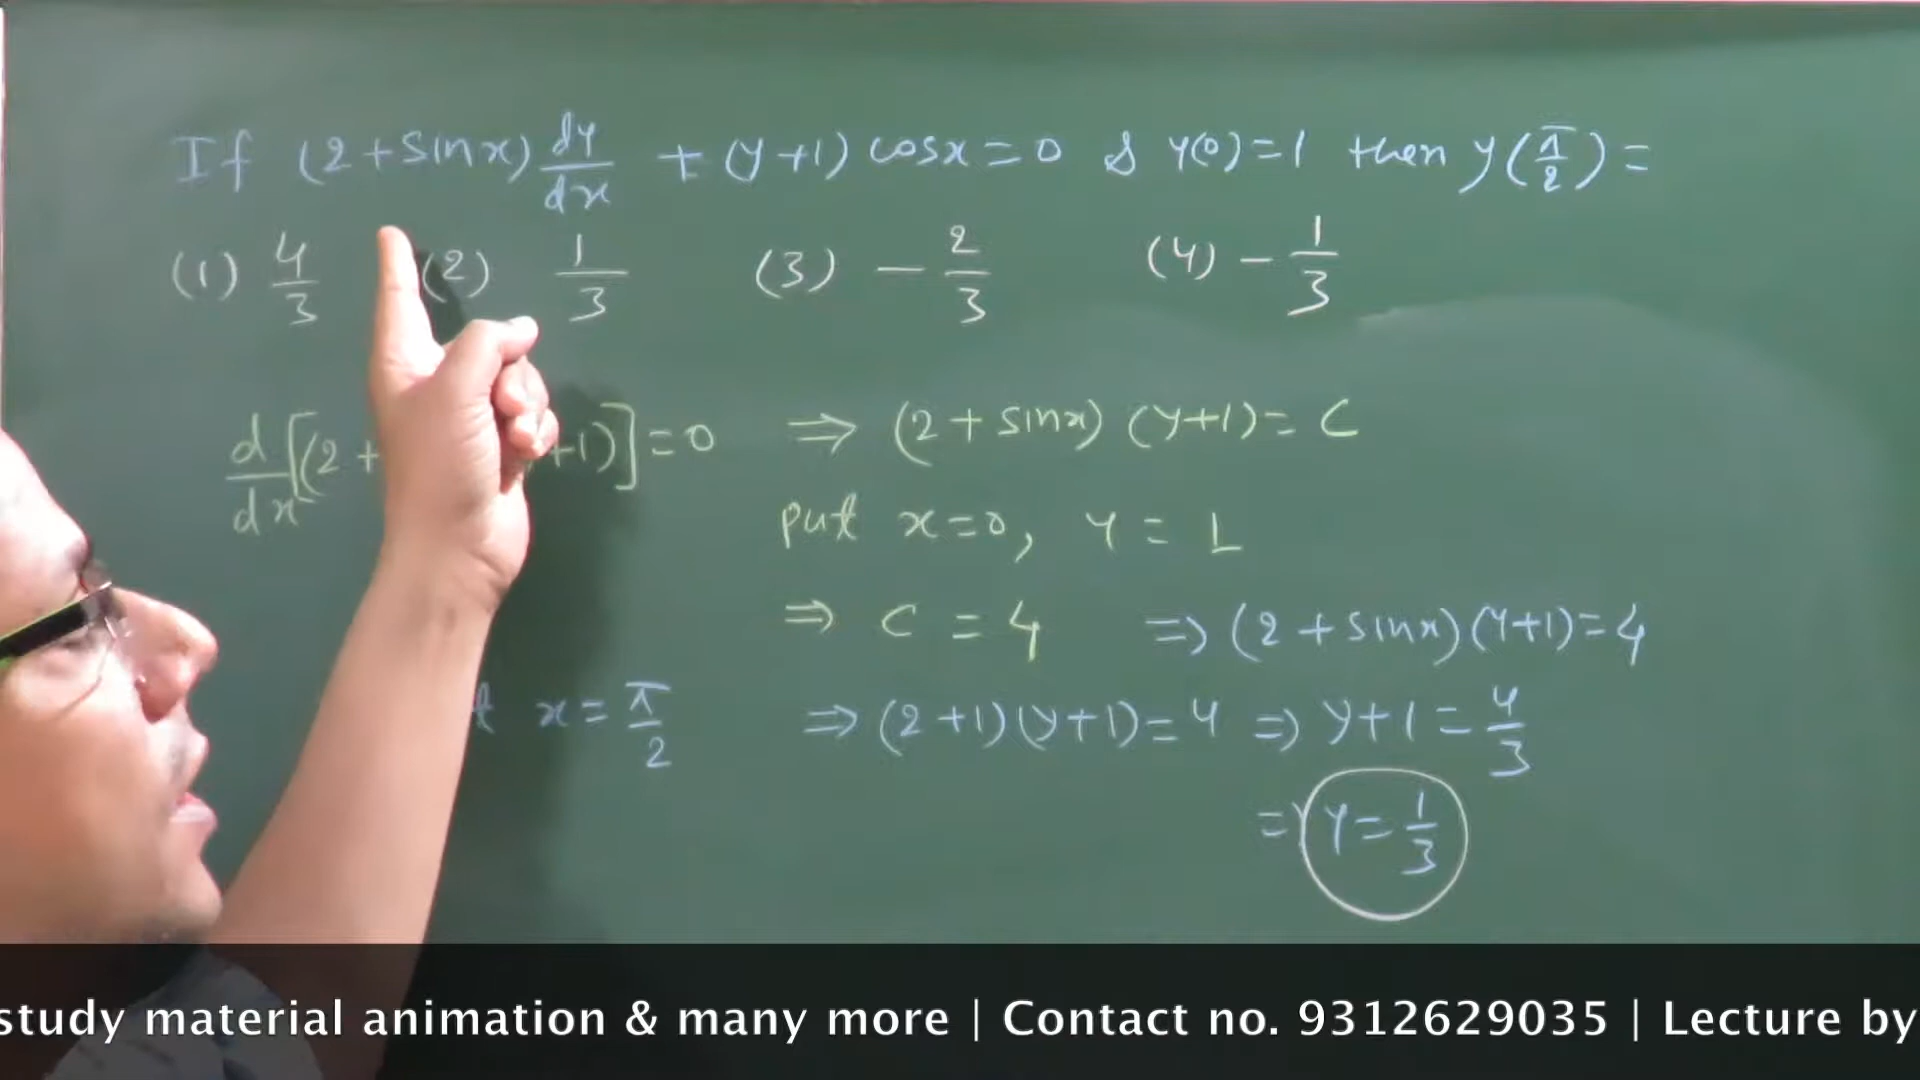 If (2+sinx) dy/dx + (y+1) cosx = 0 & y(0)=1 then y(π/2) =
(1) 4/3 (2) 1/3 (3) -2/3 (4) -1/3
d/dx [(2+ +1)] = 0 ⇒ (2+sinx) (y+1) = C
put x=0, y = 1
⇒ C = 4 ⇒ (2+sinx)(y+1)=4
x = π/2 ⇒ (2+1)(y+1)=4 ⇒ y+1 = 4/3
⇒ y = 1/3
study material animation & many more | Contact no. 9312629035 | Lecture by